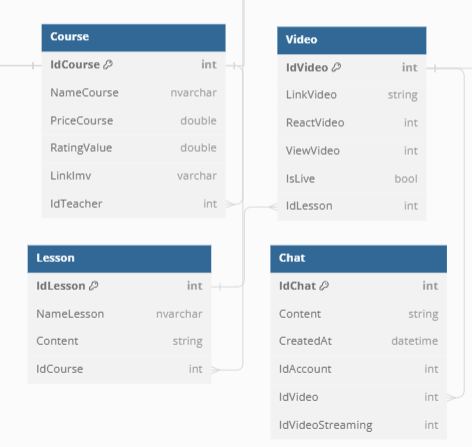 Course
IdCourse int
NameCourse nvarchar
PriceCourse double
RatingValue double
LinkImv varchar
IdTeacher int
Video
IdVideo int
LinkVideo string
ReactVideo int
ViewVideo int
IsLive bool
IdLesson int
Lesson
IdLesson int
NameLesson nvarchar
Content string
IdCourse int
Chat
IdChat int
Content string
CreatedAt datetime
IdAccount int
IdVideo int
IdVideoStreaming int